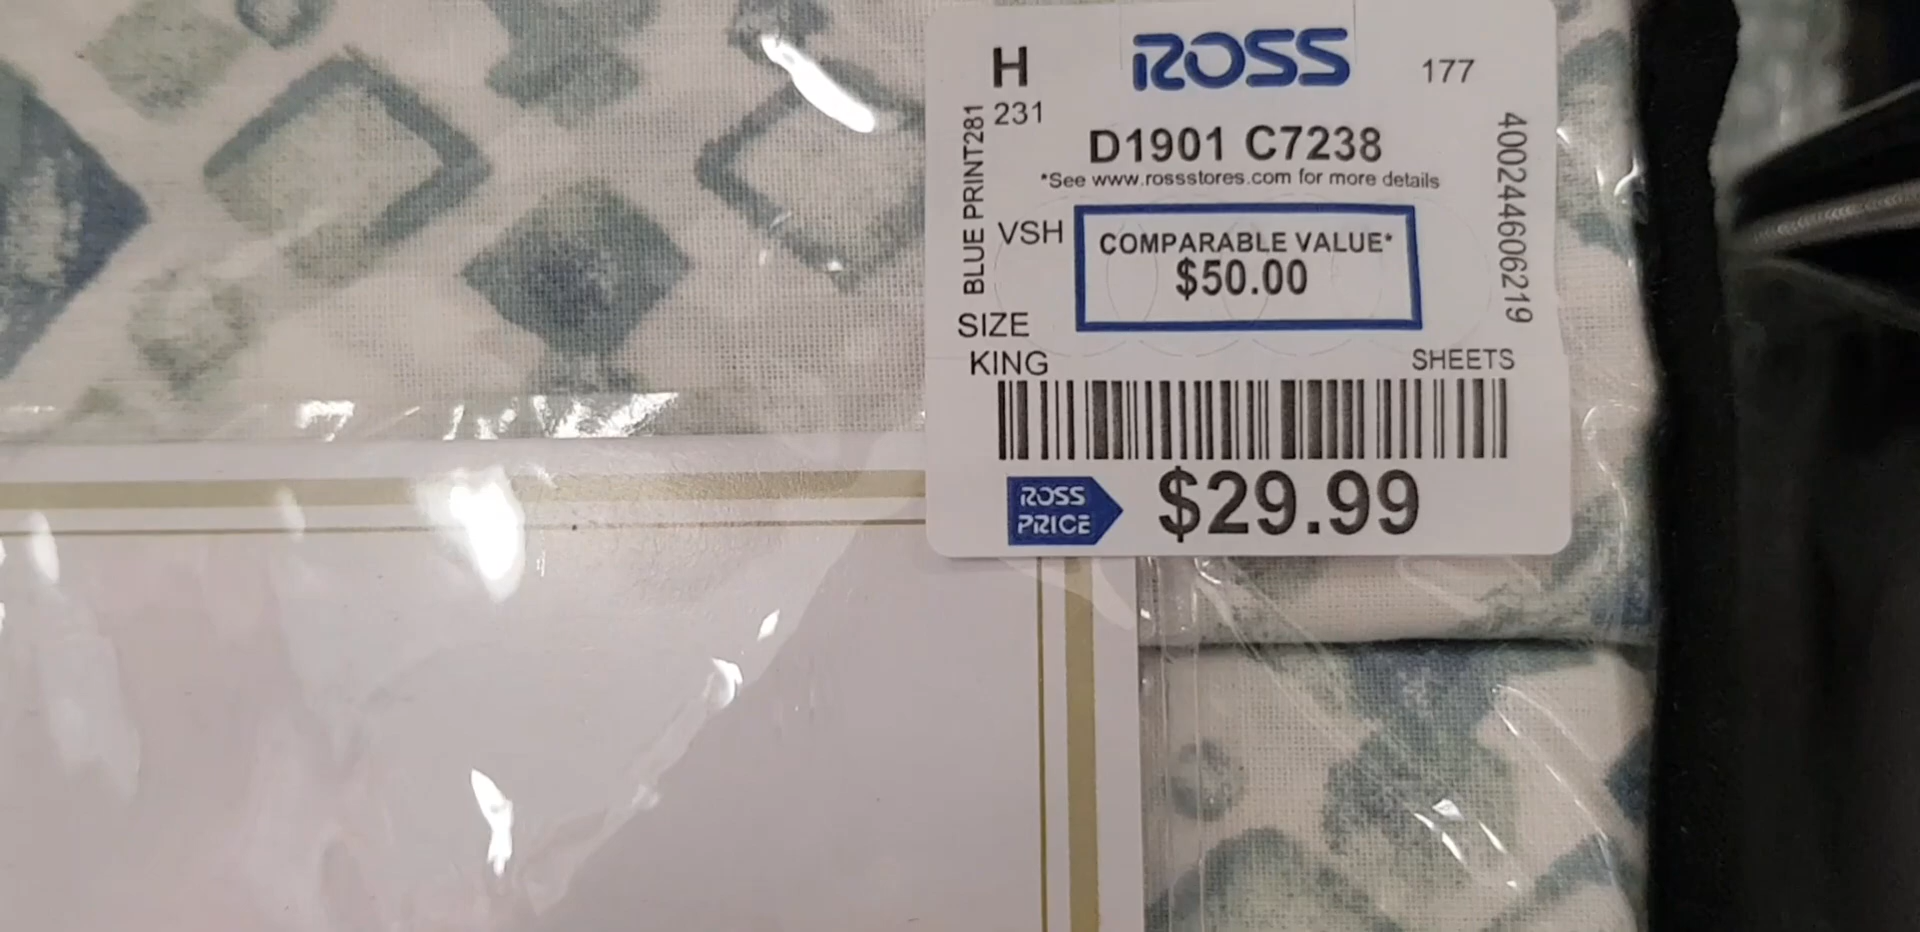 H
ROSS
177
231
BLUE PRINT281
D1901 C7238
*See www.rossstores.com for more details
400244606219
VSH
COMPARABLE VALUE*
$50.00
SIZE
KING
SHEETS
ROSS
PRICE
$29.99